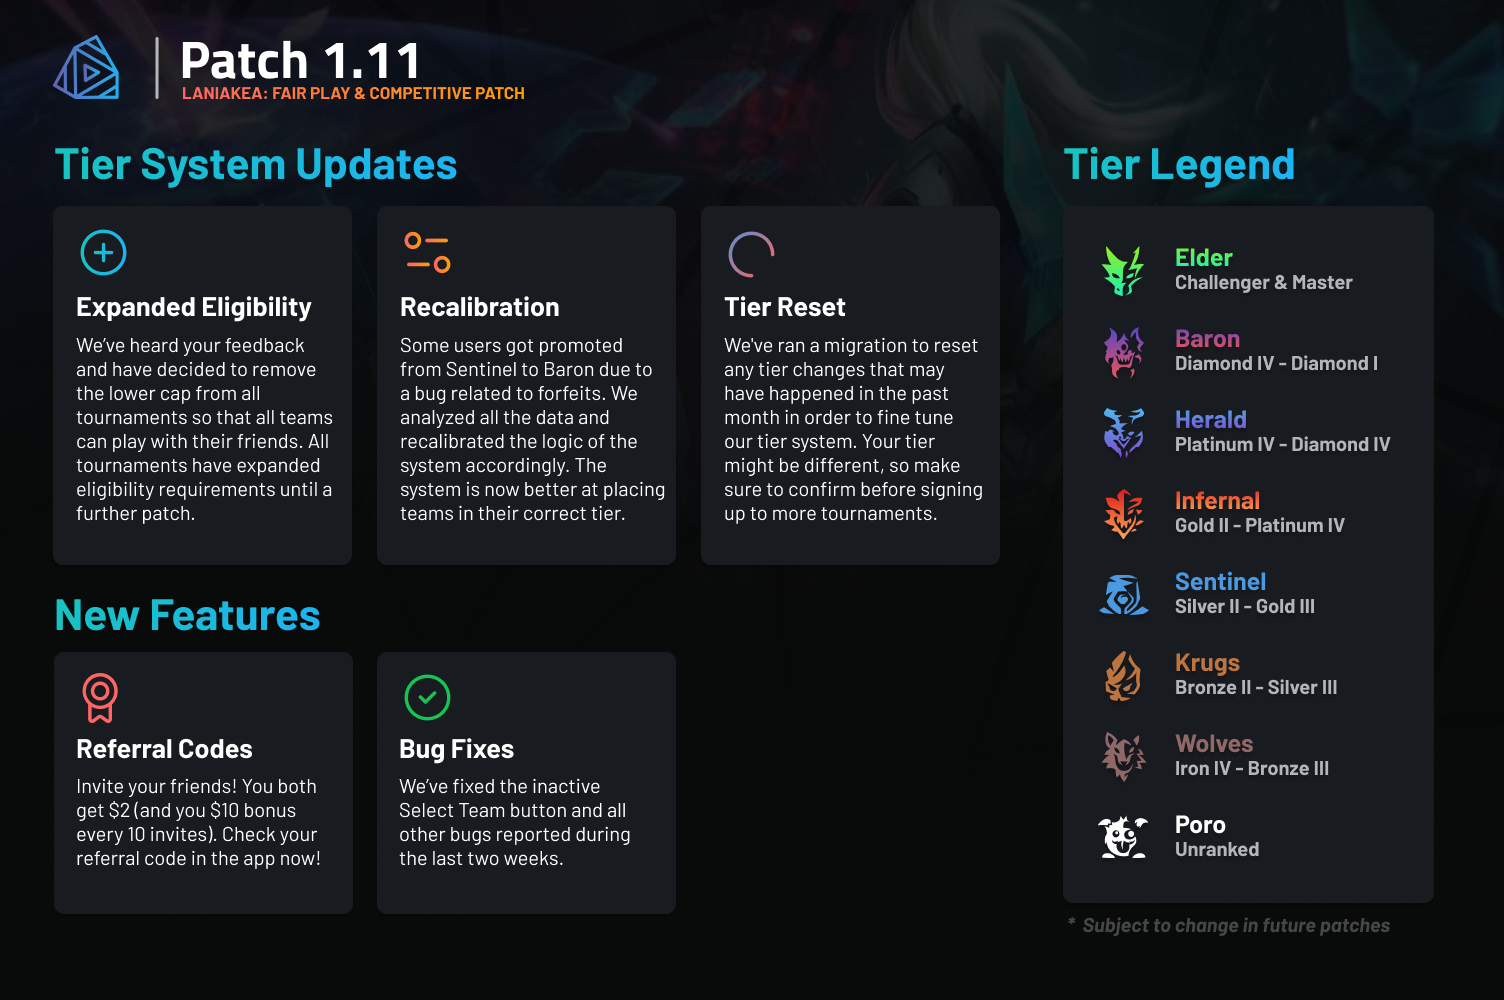 Patch 1.11
LANIAKEA: FAIR PLAY & COMPETITIVE PATCH
Tier System Updates
Expanded Eligibility
We’ve heard your feedback
and have decided to remove
the lower cap from all
tournaments so that all teams
can play with their friends. All
tournaments have expanded
eligibility requirements until a
further patch.
Recalibration
Some users got promoted
from Sentinel to Baron due to
a bug related to forfeits. We
analyzed all the data and
recalibrated the logic of the
system accordingly. The
system is now better at placing
teams in their correct tier.
Tier Reset
We've ran a migration to reset
any tier changes that may
have happened in the past
month in order to fine tune
our tier system. Your tier
might be different, so make
sure to confirm before signing
up to more tournaments.
New Features
Referral Codes
Invite your friends! You both
get $2 (and you $10 bonus
every 10 invites). Check your
referral code in the app now!
Bug Fixes
We’ve fixed the inactive
Select Team button and all
other bugs reported during
the last two weeks.
Tier Legend
Elder
Challenger & Master
Baron
Diamond IV - Diamond I
Herald
Platinum IV - Diamond IV
Infernal
Gold II - Platinum IV
Sentinel
Silver II - Gold III
Krugs
Bronze II - Silver III
Wolves
Iron IV - Bronze III
Poro
Unranked
* Subject to change in future patches